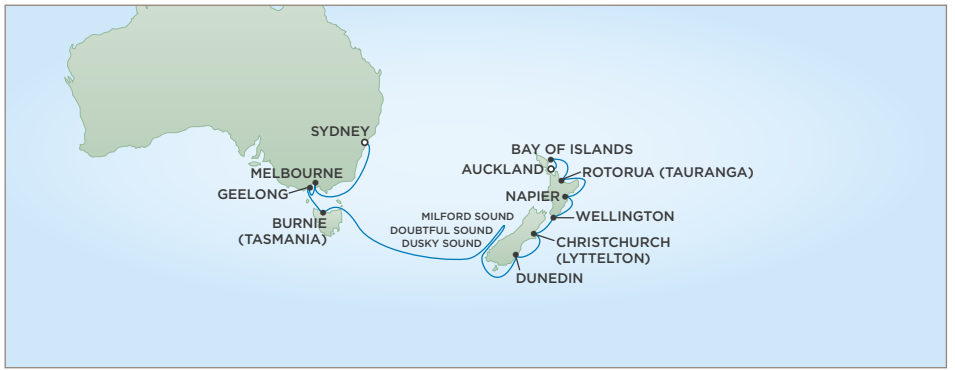 SYDNEY
MELBOURNE
GEELONG
BURNIE
(TASMANIA)
MILFORD SOUND
DOUBTFUL SOUND
DUSKY SOUND
BAY OF ISLANDS
AUCKLAND
ROTORUA (TAURANGA)
NAPIER
WELLINGTON
CHRISTCHURCH
(LYTTELTON)
DUNEDIN